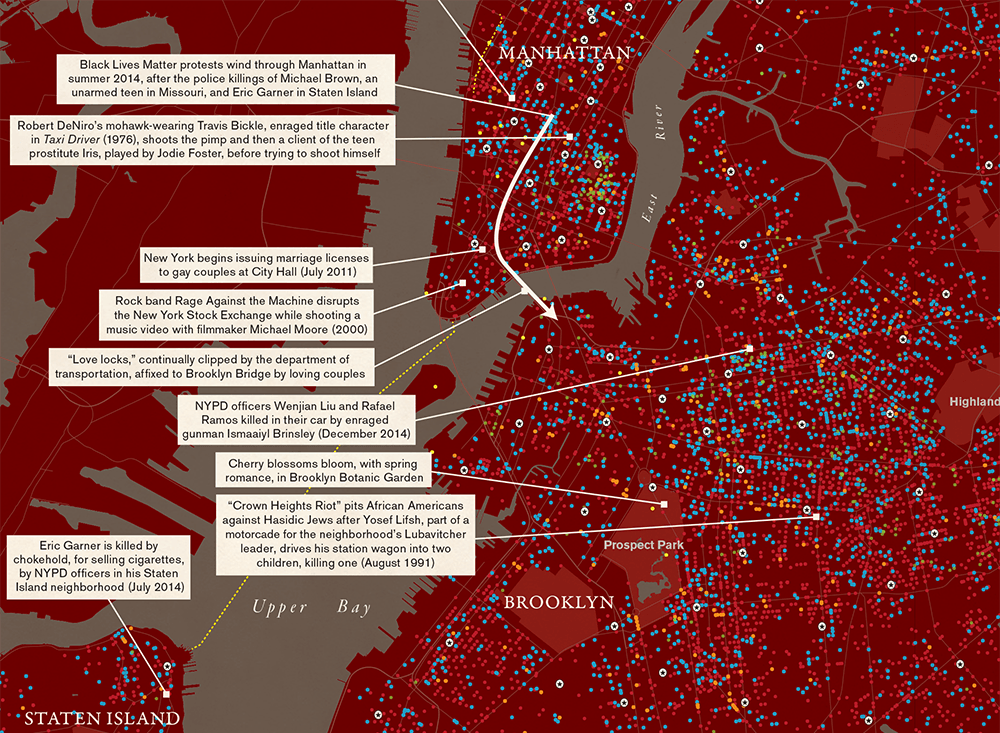 MANHATTAN
Black Lives Matter protests wind through Manhattan in
summer 2014, after the police killings of Michael Brown, an
unarmed teen in Missouri, and Eric Garner in Staten Island
Robert DeNiro’s mohawk-wearing Travis Bickle, enraged title character
in Taxi Driver (1976), shoots the pimp and then a client of the teen
prostitute Iris, played by Jodie Foster, before trying to shoot himself
East River
New York begins issuing marriage licenses
to gay couples at City Hall (July 2011)
Rock band Rage Against the Machine disrupts
the New York Stock Exchange while shooting a
music video with filmmaker Michael Moore (2000)
“Love locks,” continually clipped by the department of
transportation, affixed to Brooklyn Bridge by loving couples
NYPD officers Wenjian Liu and Rafael
Ramos killed in their car by enraged
gunman Ismaaiyl Brinsley (December 2014)
Highland
Cherry blossoms bloom, with spring
romance, in Brooklyn Botanic Garden
“Crown Heights Riot” pits African Americans
against Hasidic Jews after Yosef Lifsh, part of a
motorcade for the neighborhood’s Lubavitcher
leader, drives his station wagon into two
children, killing one (August 1991)
Prospect Park
Eric Garner is killed by
chokehold, for selling cigarettes,
by NYPD officers in his Staten
Island neighborhood (July 2014)
Upper Bay
BROOKLYN
STATEN ISLAND